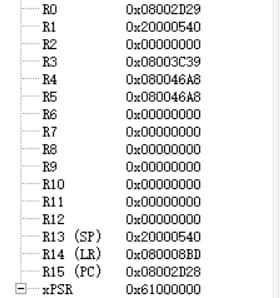 R0 0x08002D29
R1 0x20000540
R2 0x00000000
R3 0x08003C39
R4 0x080046A8
R5 0x080046A8
R6 0x00000000
R7 0x00000000
R8 0x00000000
R9 0x00000000
R10 0x00000000
R11 0x00000000
R12 0x00000000
R13 (SP) 0x20000540
R14 (LR) 0x080008BD
R15 (PC) 0x08002D28
xPSR 0x61000000